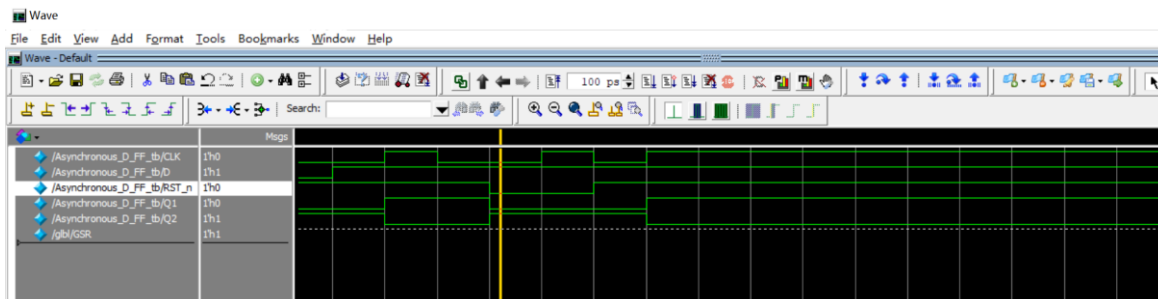 Wave
File Edit View Add Format Tools Bookmarks Window Help
Wave - Default
100 ps
Search:
Msgs
/Asynchronous_D_FF_tb/CLK 1'h0
/Asynchronous_D_FF_tb/D 1'h1
/Asynchronous_D_FF_tb/RST_n 1'h0
/Asynchronous_D_FF_tb/Q1 1'h0
/Asynchronous_D_FF_tb/Q2 1'h1
/glbl/GSR 1'h1